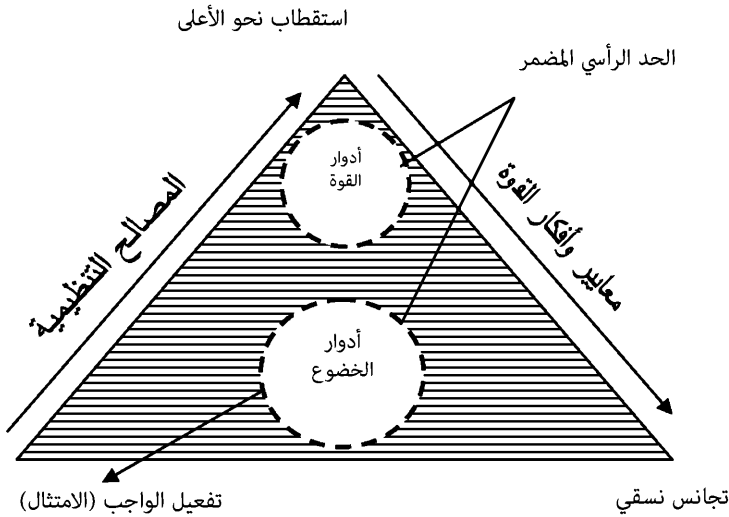 استقطاب نحو الأعلى
الحد الرأسي المضمر
أدوار
القوة
المصالح التنظيمية
معايير وأفكار القوة
أدوار
الخضوع
تفعيل الواجب (الامتثال)
تجانس نسقي